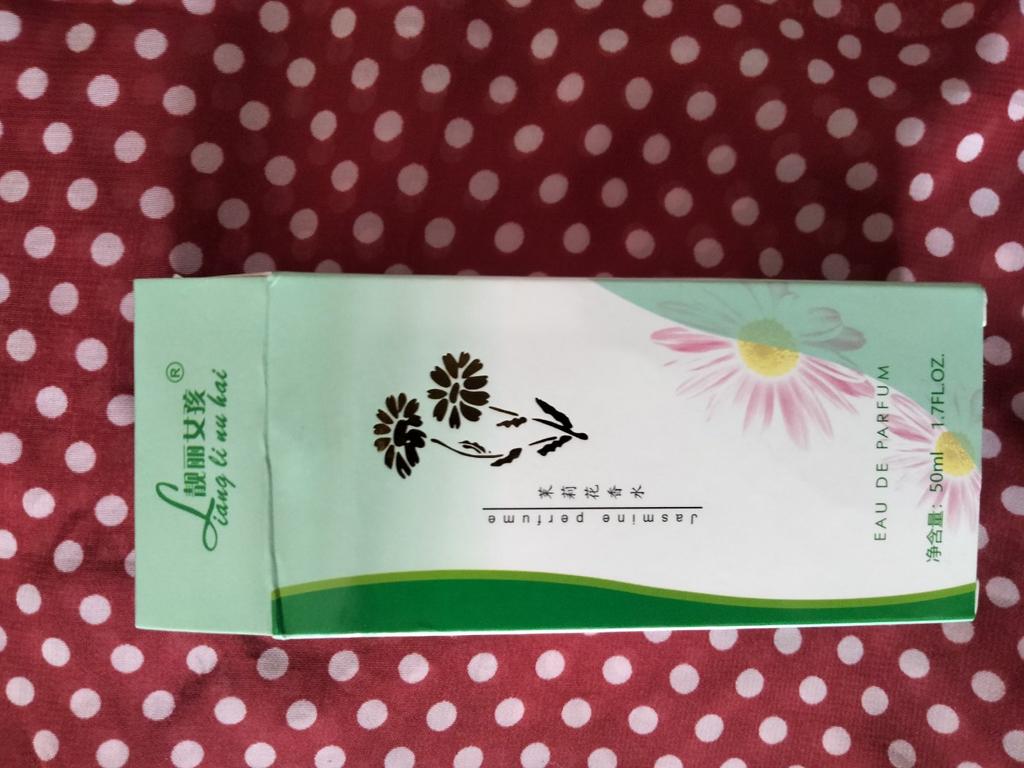 靓丽女孩®
Liang li nu hai
茉莉花香水
Jasmine perfume
EAU DE PARFUM
净含量: 50ml 1.7FL.OZ.